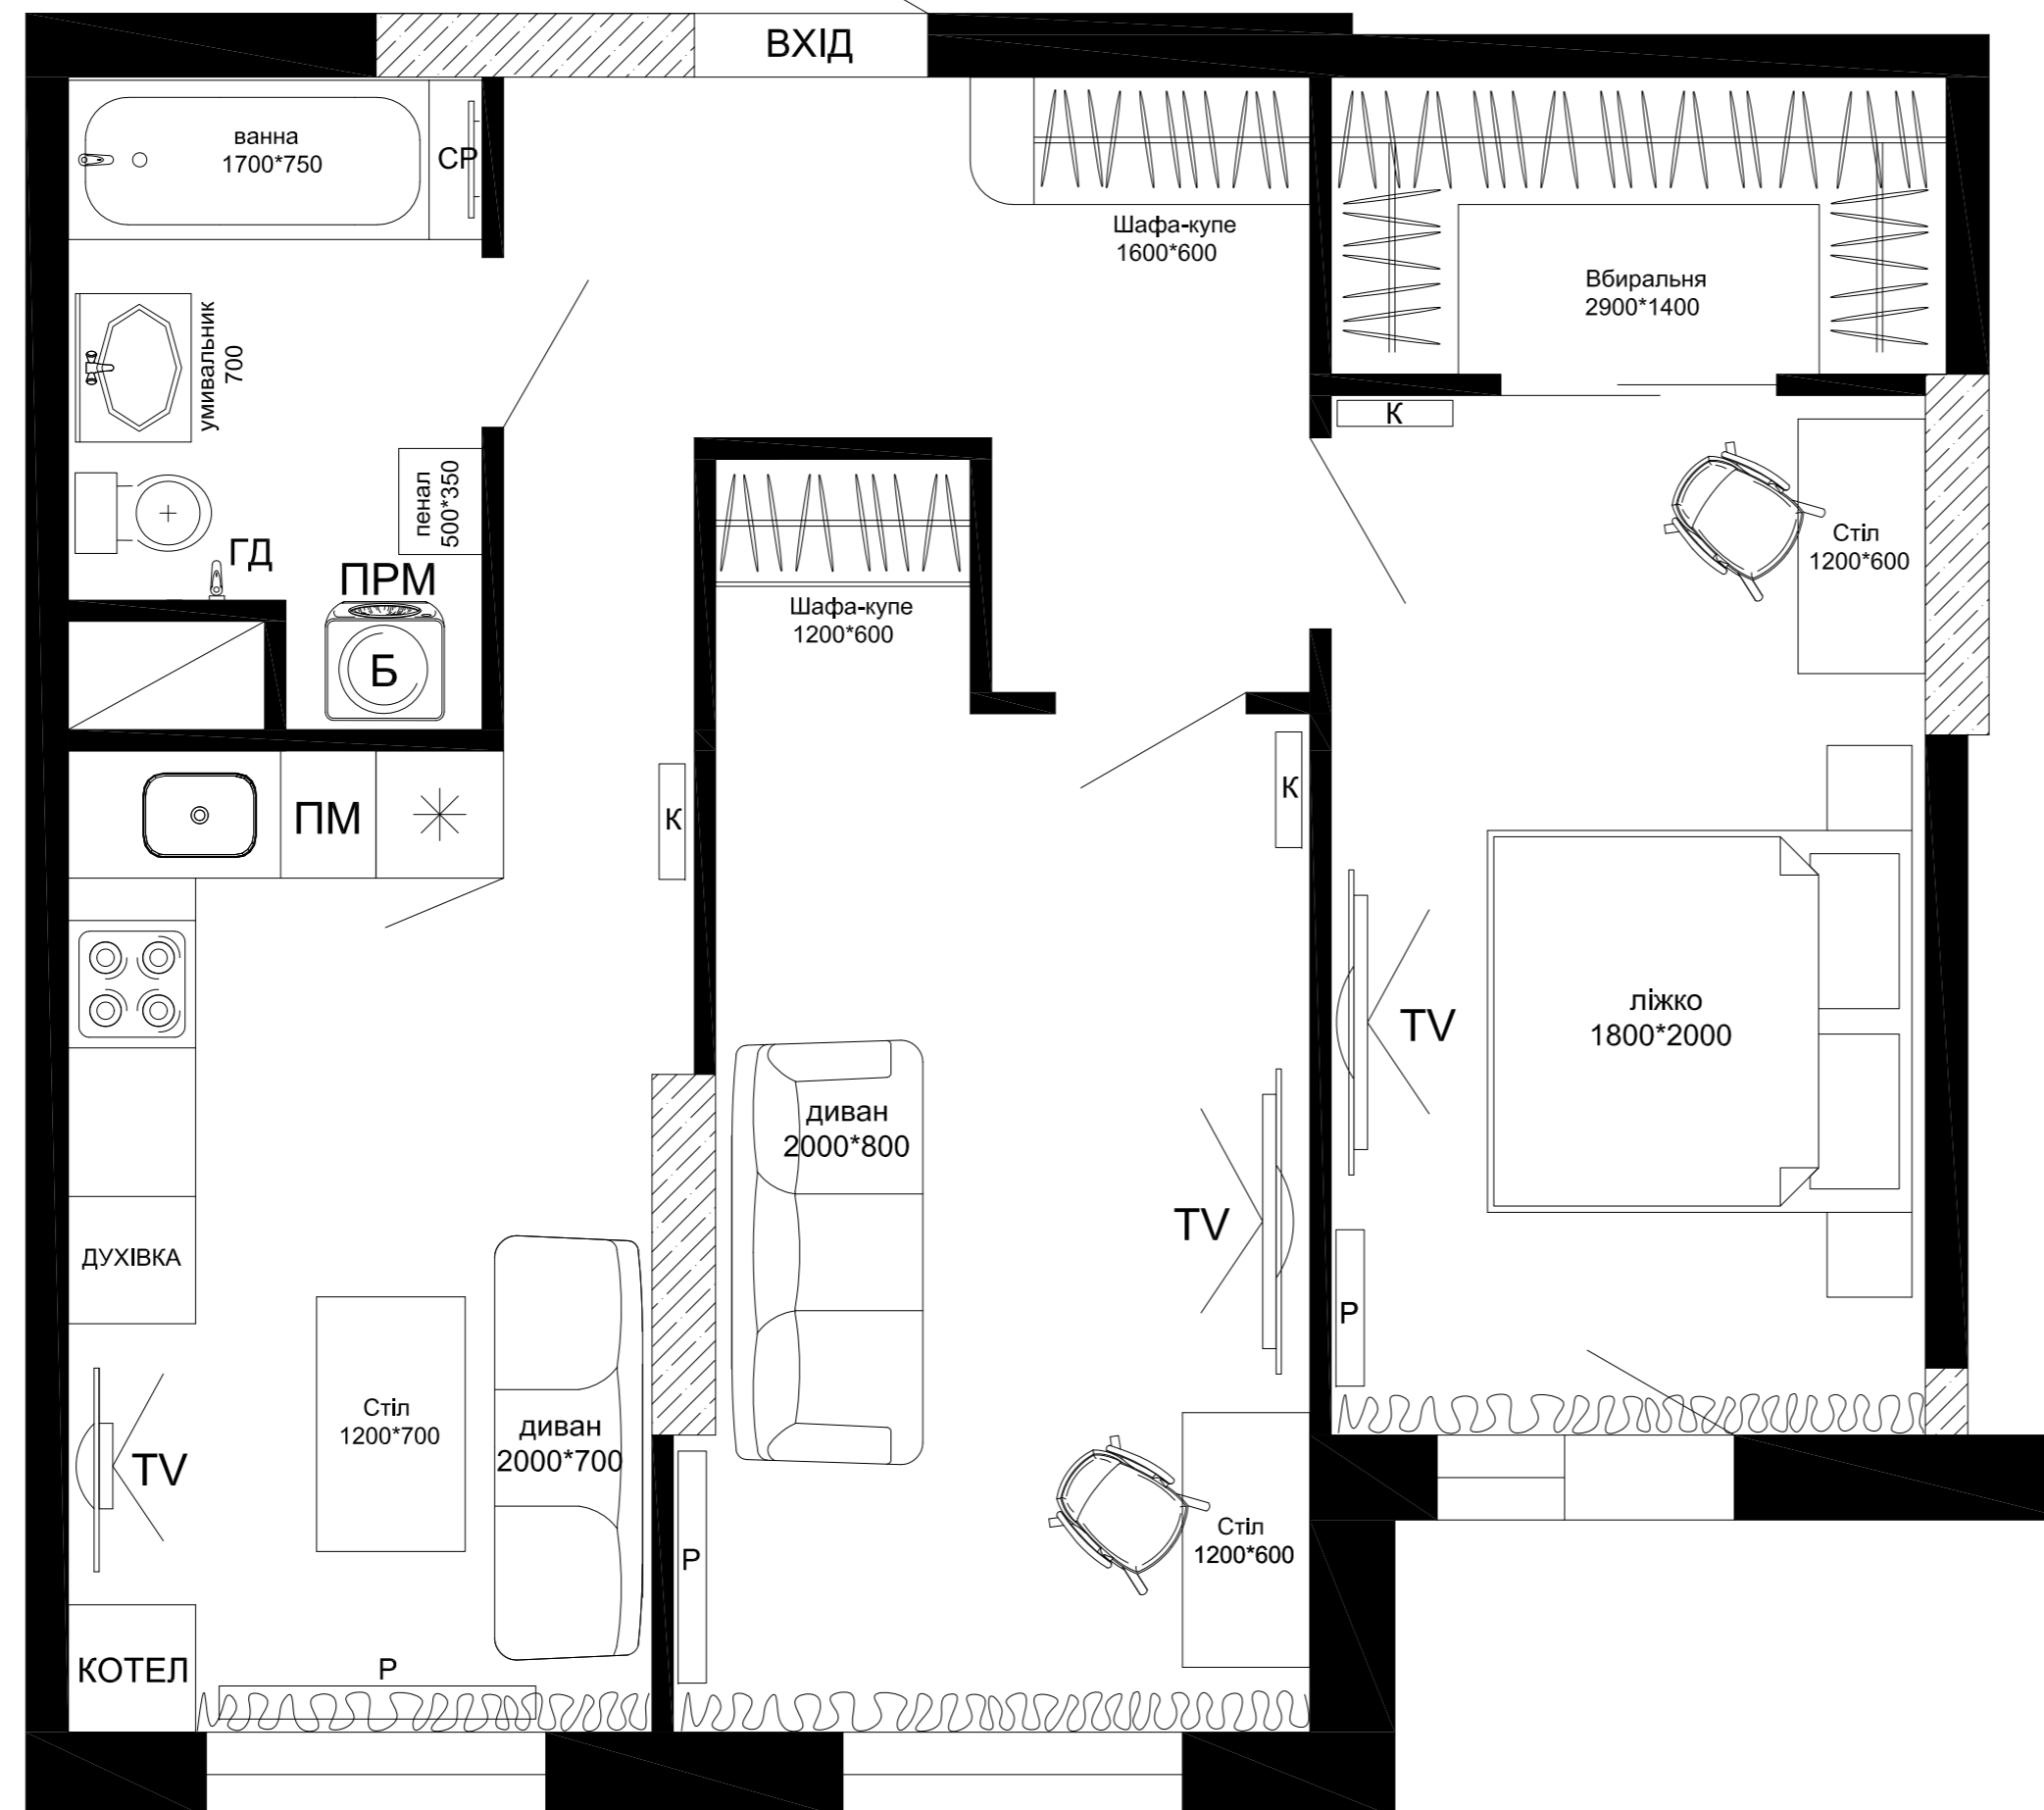 ВХІД
ванна
1700*750
СР
Шафа-купе
1600*600
Вбиральня
2900*1400
умивальник
700
К
пенал
500*350
ГД
ПРМ
Б
Шафа-купе
1200*600
Стіл
1200*600
ПМ
К
К
ліжко
1800*2000
TV
диван
2000*800
TV
ДУХІВКА
Р
Стіл
1200*700
диван
2000*700
TV
Стіл
1200*600
Р
КОТЕЛ
Р